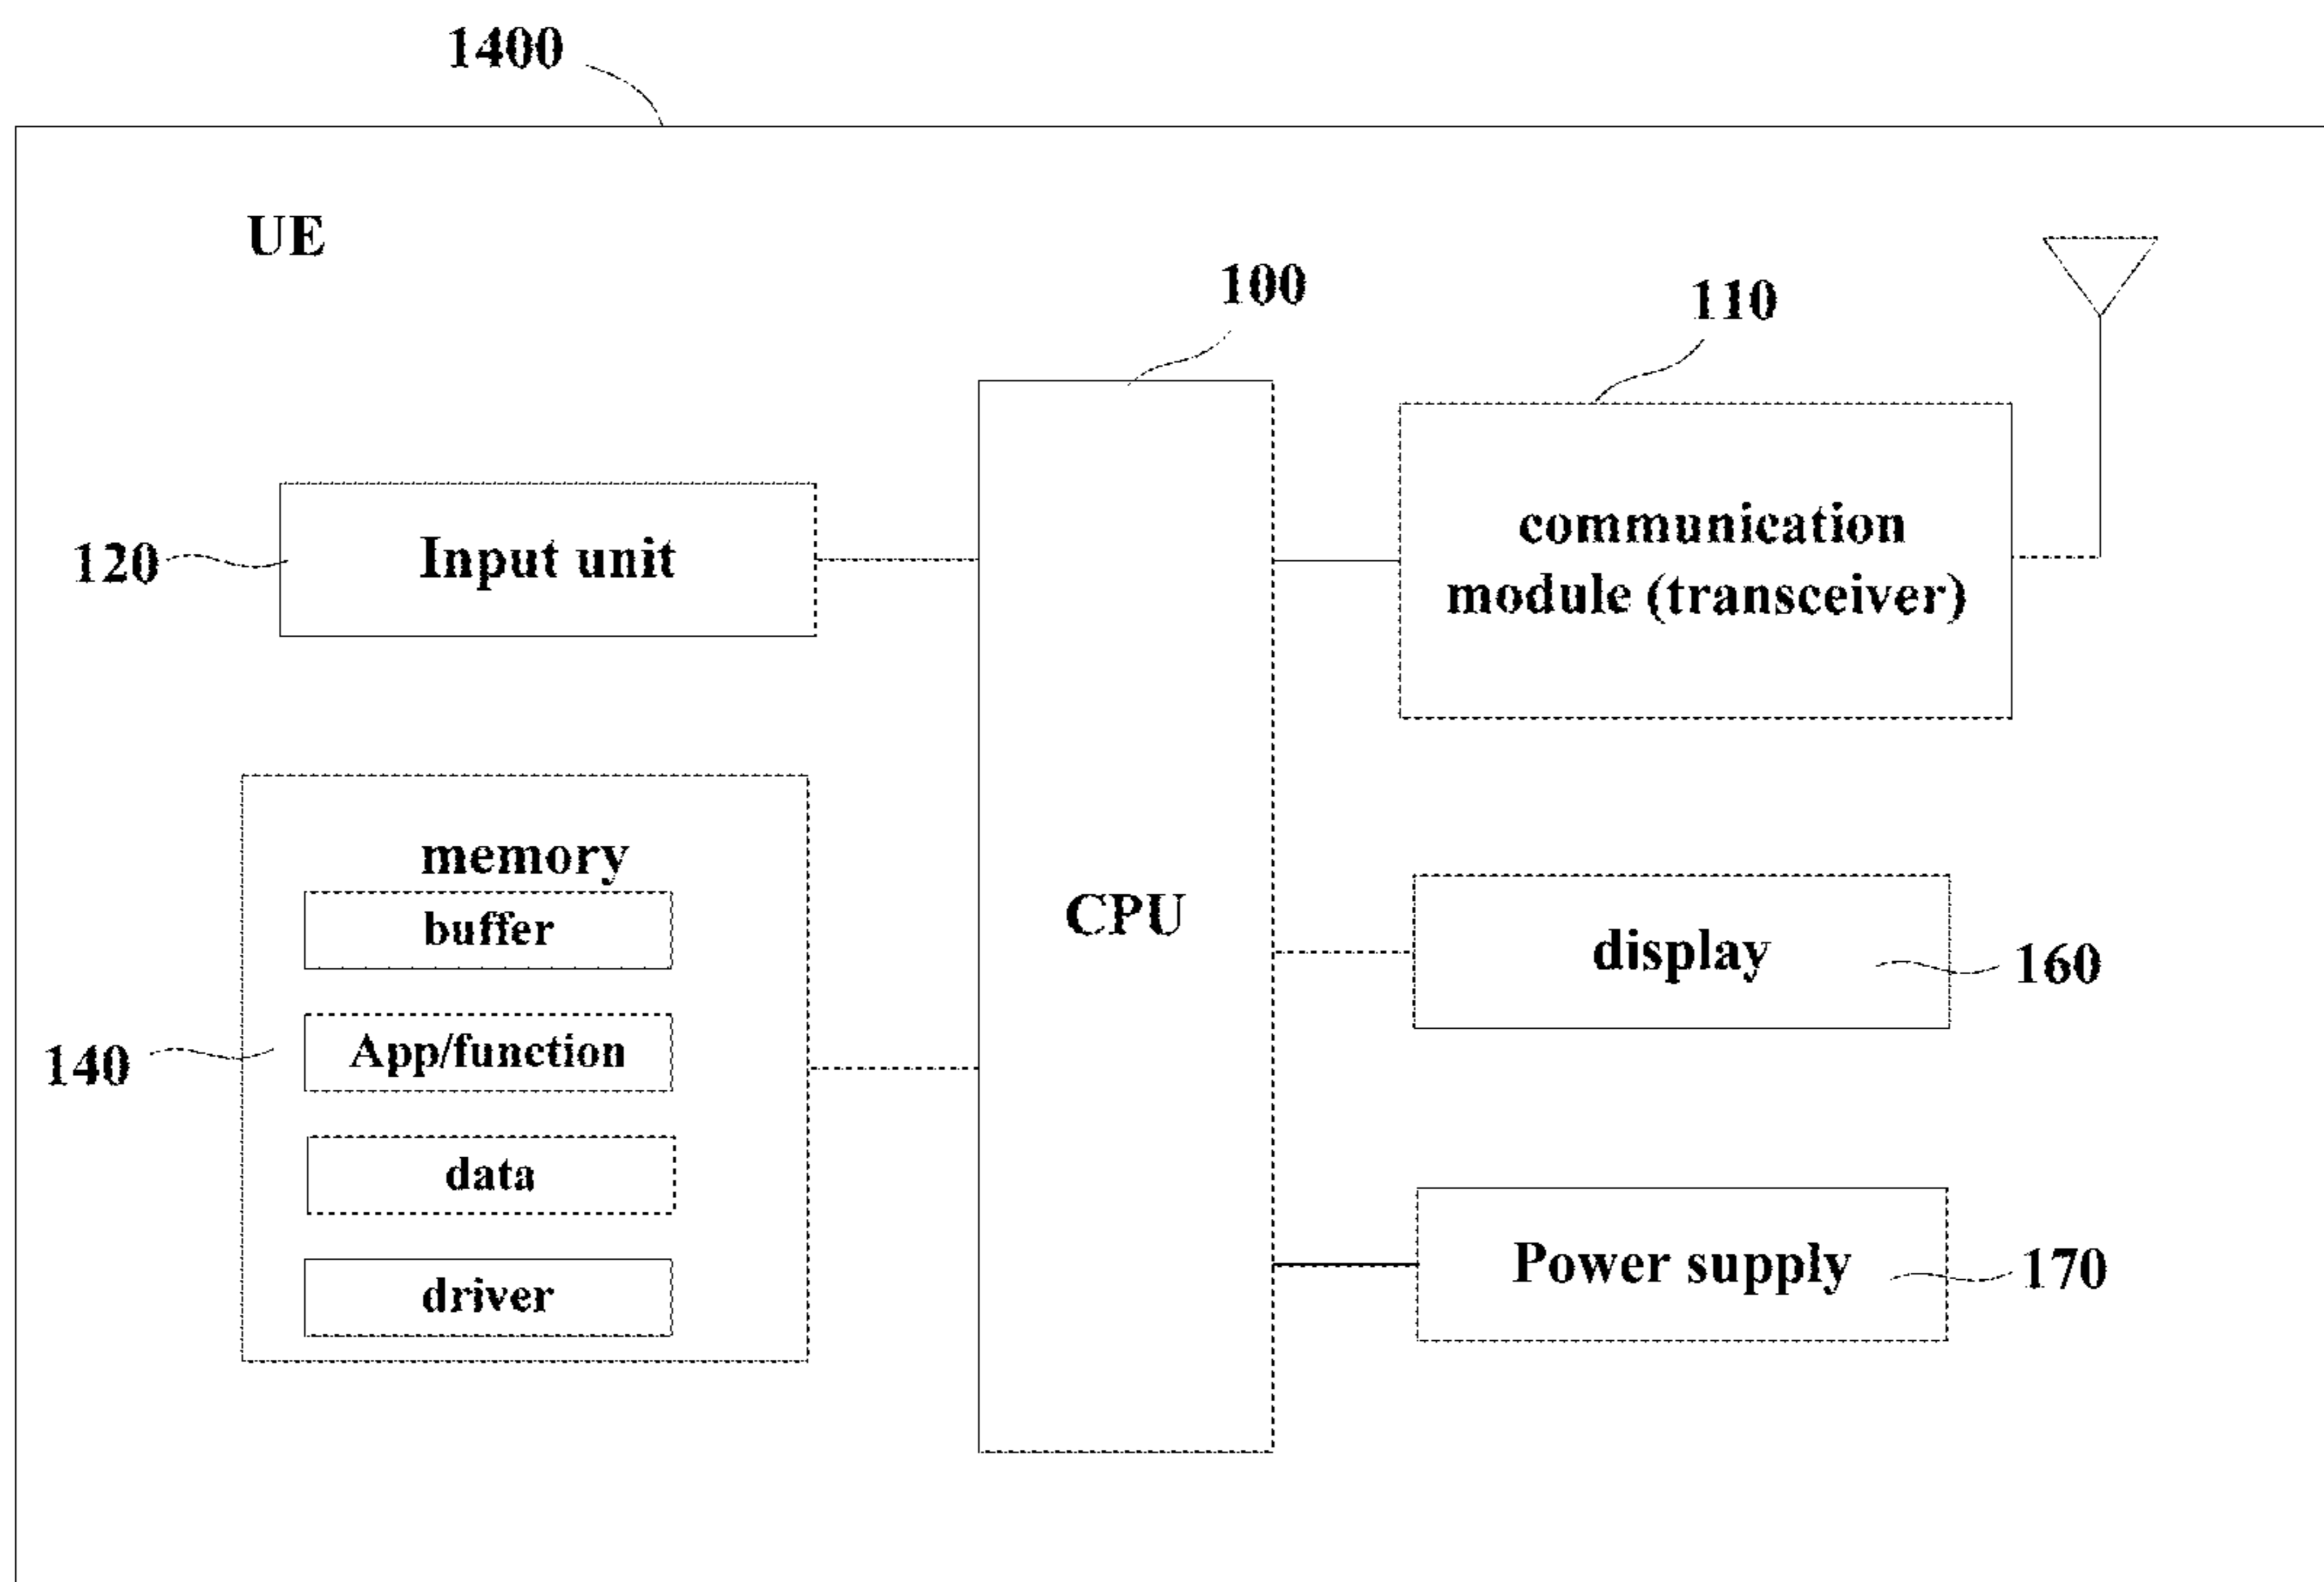 1400
UE
100
110
120
Input unit
communication
module (transceiver)
memory
buffer
App/function
data
driver
140
CPU
display
160
Power supply
170